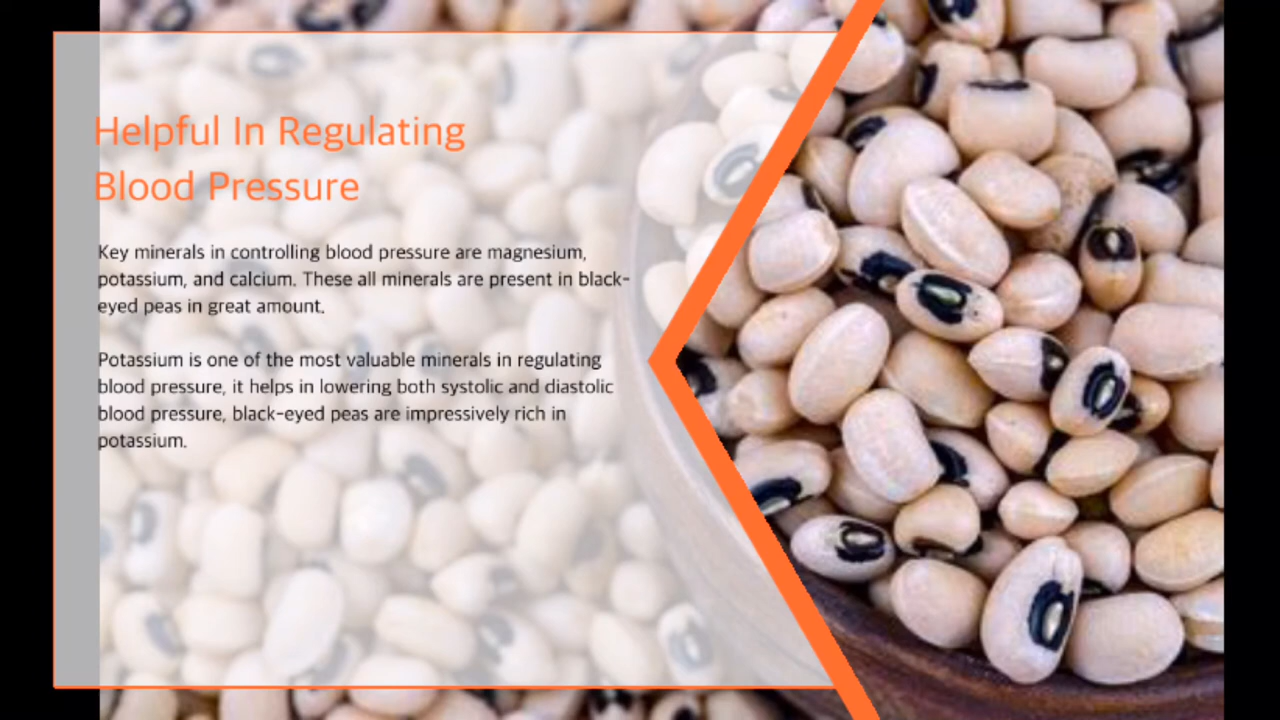 Helpful In Regulating
Blood Pressure
Key minerals in controlling blood pressure are magnesium,
potassium, and calcium. These all minerals are present in black-
eyed peas in great amount.
Potassium is one of the most valuable minerals in regulating
blood pressure, it helps in lowering both systolic and diastolic
blood pressure, black-eyed peas are impressively rich in
potassium.